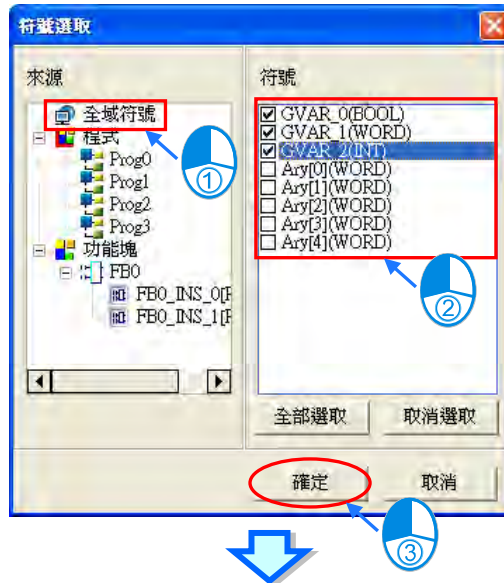 符號選取
來源
全域符號
程式
Prog0
Prog1
Prog2
Prog3
功能塊
FB0
FB0_INS_0[F
FB0_INS_1[F
①
符號
GVAR_0(BOOL)
GVAR_1(WORD)
GVAR_2(INT)
Ary[0](WORD)
Ary[1](WORD)
Ary[2](WORD)
Ary[3](WORD)
Ary[4](WORD)
②
全部選取
取消選取
確定
取消
③